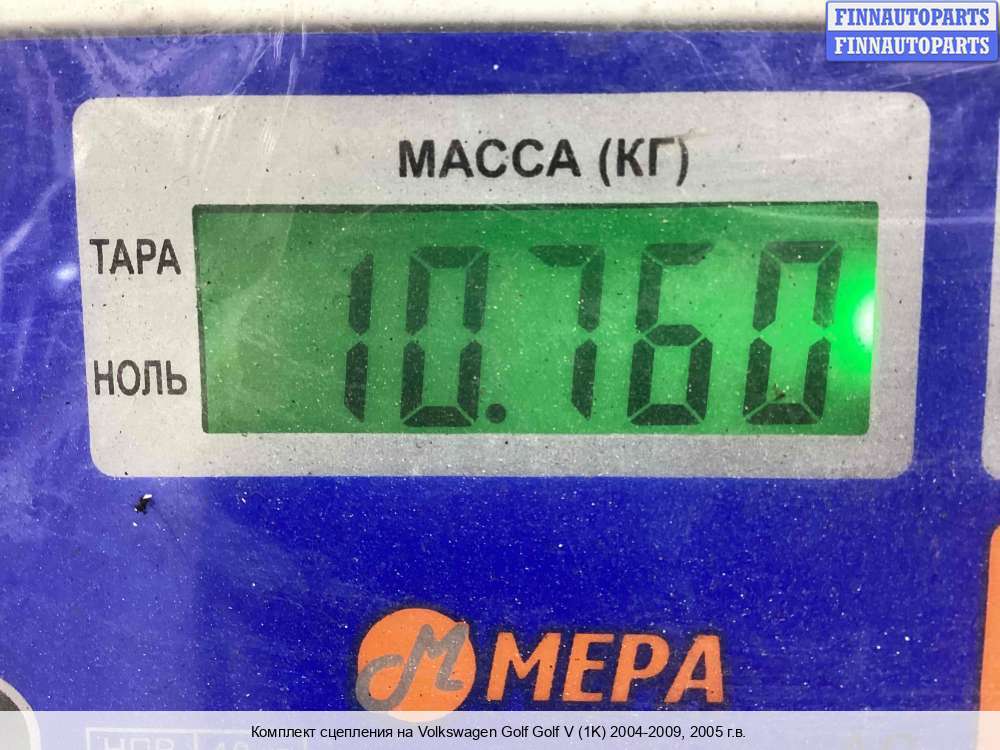 FINNAUTOPARTS
FINNAUTOPARTS
МАССА (КГ)
ТАРА
10.760
НОЛЬ
М МЕРА
Комплект сцепления на Volkswagen Golf Golf V (1K) 2004-2009, 2005 г.в.